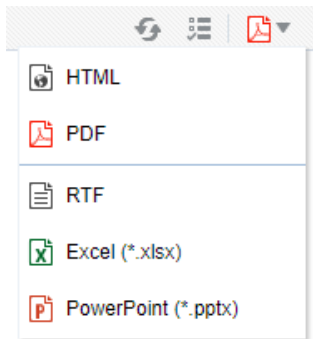 HTML
PDF
RTF
Excel (*.xlsx)
PowerPoint (*.pptx)